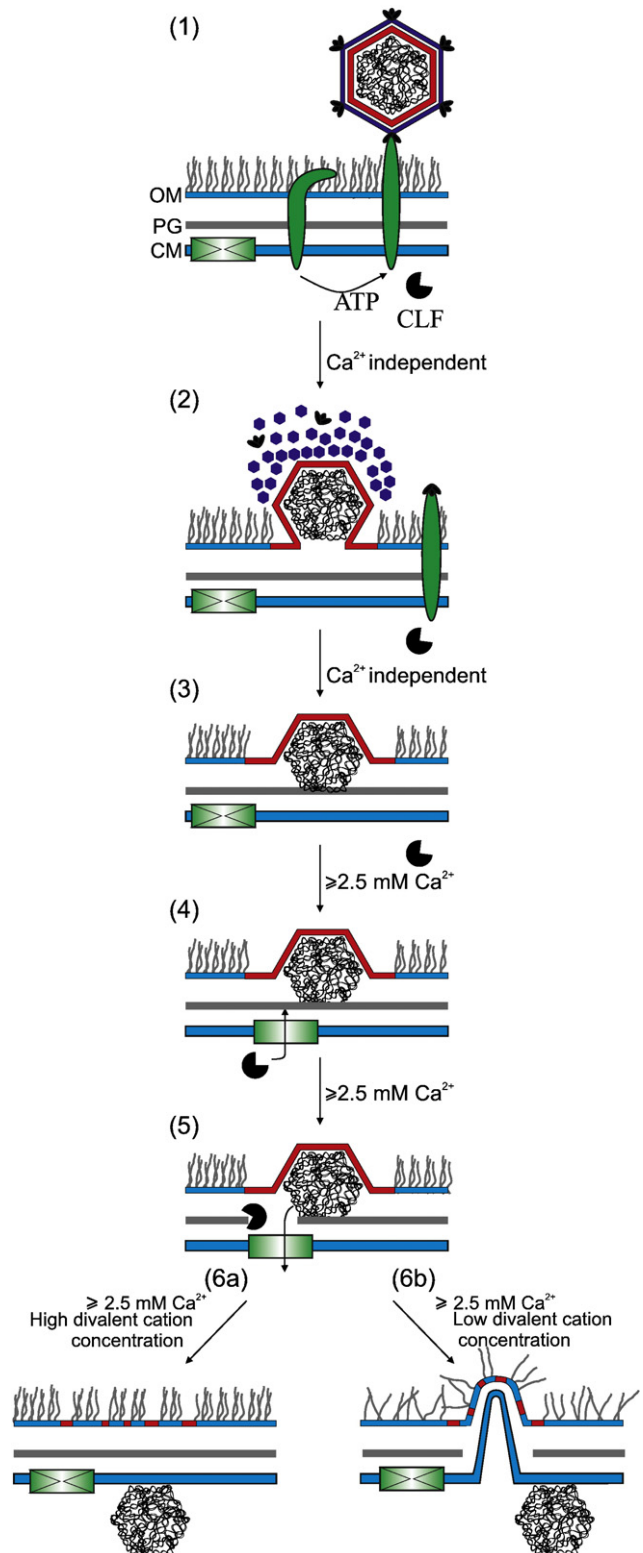 (1)
OM
PG
CM
ATP
CLF
Ca²⁺ independent
(2)
Ca²⁺ independent
(3)
⩾2.5 mM Ca²⁺
(4)
⩾2.5 mM Ca²⁺
(5)
(6a)
⩾ 2.5 mM Ca²⁺
High divalent cation
concentration
(6b)
⩾ 2.5 mM Ca²⁺
Low divalent cation
concentration